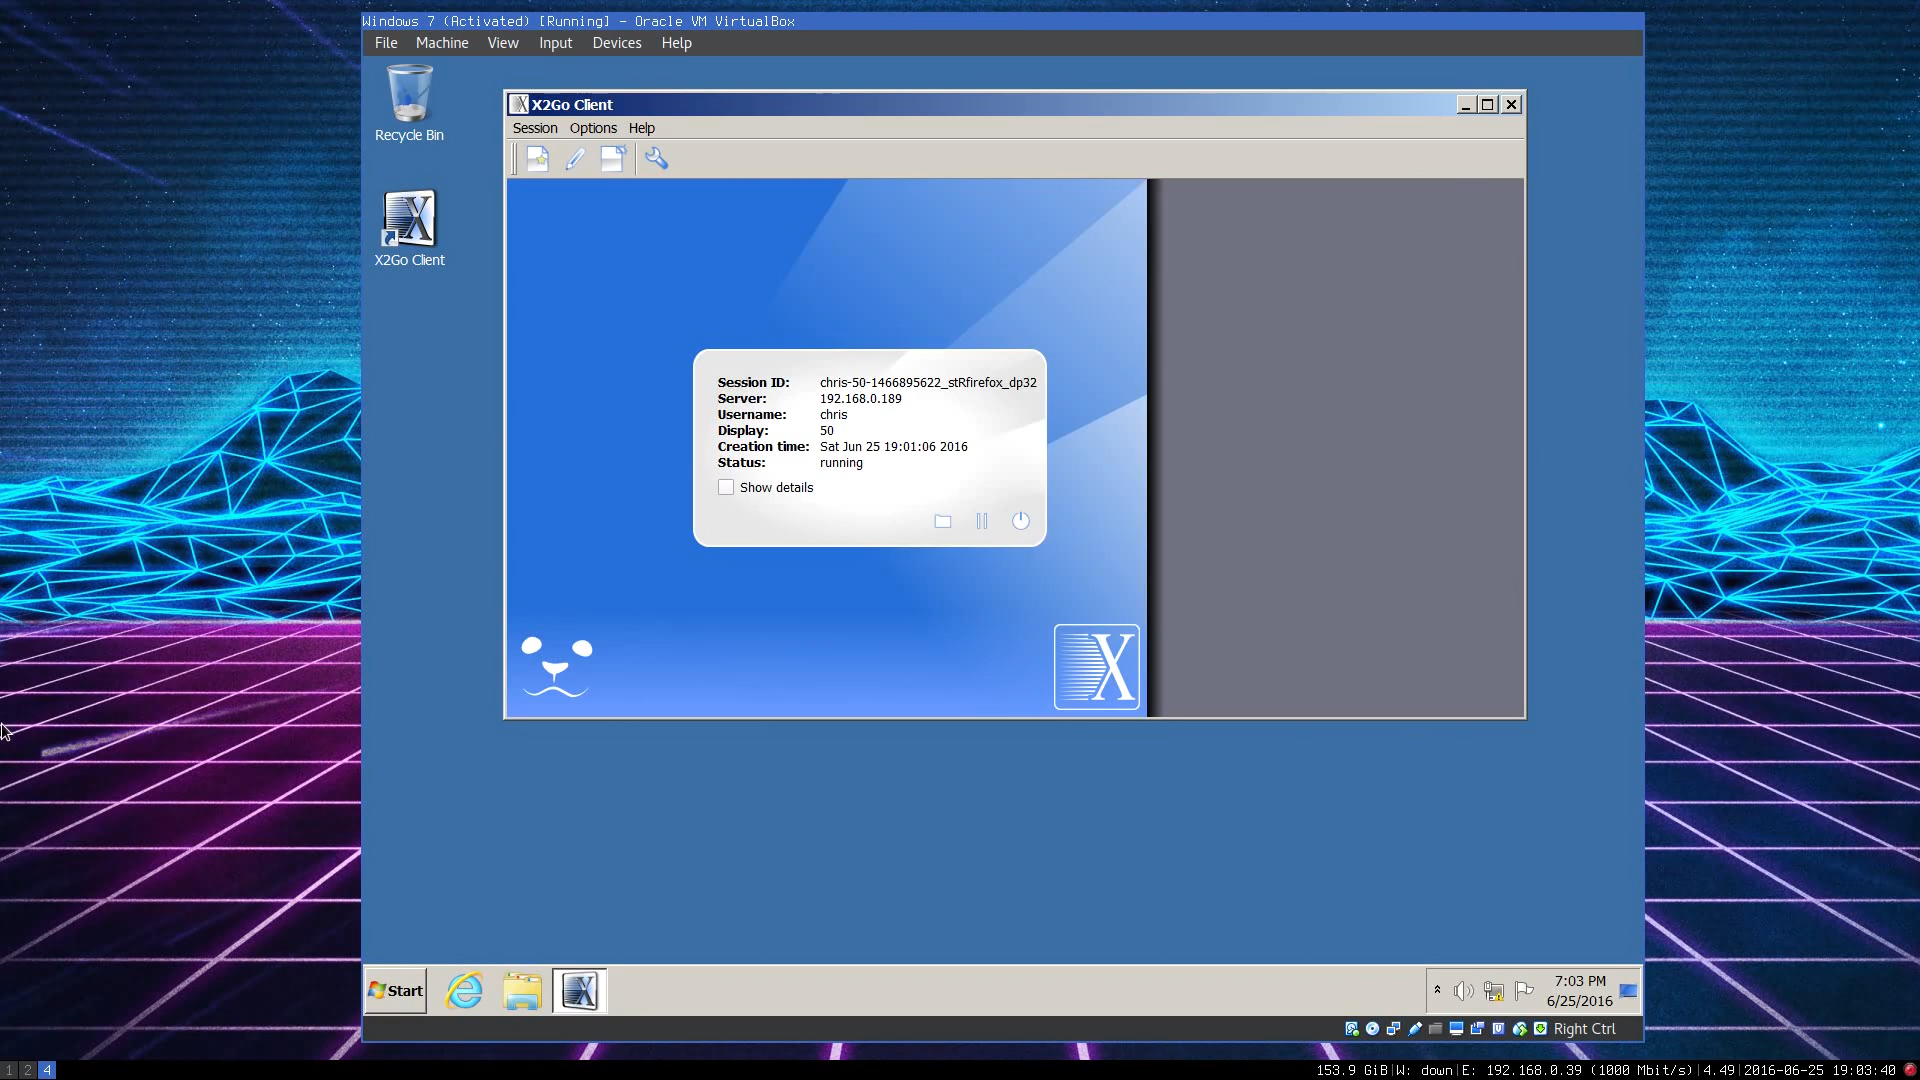 Windows 7 (Activated) [Running] - Oracle VM VirtualBox
File Machine View Input Devices Help
Recycle Bin
X2Go Client
X2Go Client
Session Options Help
Session ID: chris-50-1466895622_stRfirefox_dp32
Server: 192.168.0.189
Username: chris
Display: 50
Creation time: Sat Jun 25 19:01:06 2016
Status: running
Show details
X
Start
7:03 PM
6/25/2016
Right Ctrl
1 2 4
153.9 GiB|W: down|E: 192.168.0.39 (1000 Mbit/s)|4.49|2016-06-25 19:03:40